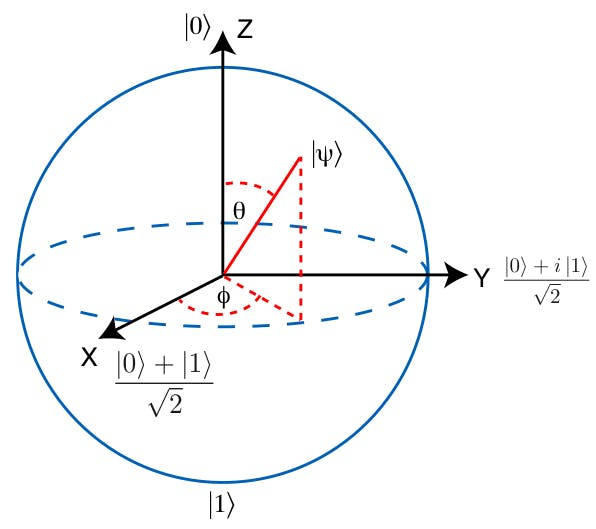 |0⟩ Z
|ψ⟩
θ
Y (|0⟩ + i |1⟩)/√2
ϕ
X (|0⟩ + |1⟩)/√2
|1⟩